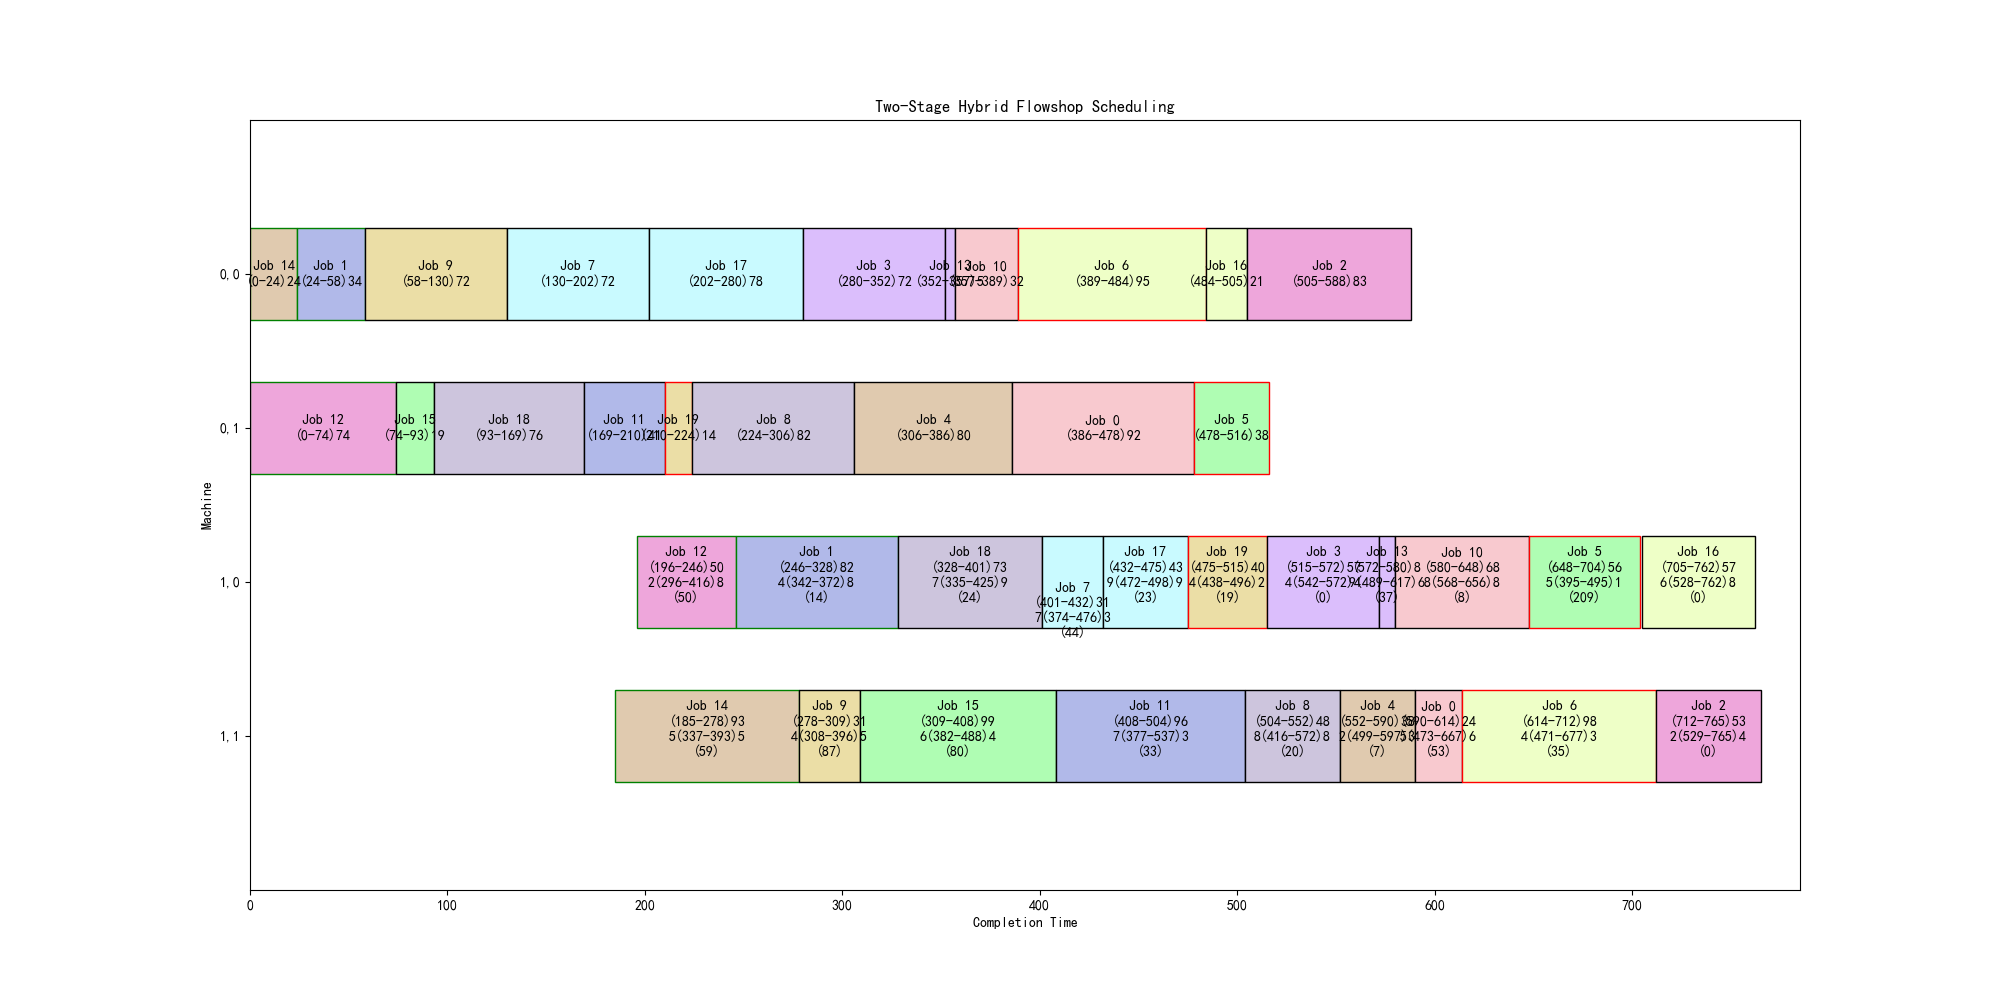 Two-Stage Hybrid Flowshop Scheduling
Machine
0,0
Job 14
(0-24)24
Job 1
(24-58)34
Job 9
(58-130)72
Job 7
(130-202)72
Job 17
(202-280)78
Job 3
(280-352)72
Job 13
(352-357)5
Job 10
(357-389)32
Job 6
(389-484)95
Job 16
(484-505)21
Job 2
(505-588)83
0,1
Job 12
(0-74)74
Job 15
(74-93)19
Job 18
(93-169)76
Job 11
(169-210)41
Job 19
(210-224)14
Job 8
(224-306)82
Job 4
(306-386)80
Job 0
(386-478)92
Job 5
(478-516)38
1,0
Job 12
(196-246)50
2(296-416)8
(50)
Job 1
(246-328)82
4(342-372)8
(14)
Job 18
(328-401)73
7(335-425)9
(24)
Job 7
(401-432)31
7(374-476)3
(44)
Job 17
(432-475)43
9(472-498)9
(23)
Job 19
(475-515)40
4(438-496)2
(19)
Job 3
(515-572)57
4(542-572)4
(0)
Job 13
(572-580)8
(489-617)6
(37)
Job 10
(580-648)68
8(568-656)8
(8)
Job 5
(648-704)56
5(395-495)1
(209)
Job 16
(705-762)57
6(528-762)8
(0)
1,1
Job 14
(185-278)93
5(337-393)5
(59)
Job 9
(278-309)31
4(308-396)5
(87)
Job 15
(309-408)99
6(382-488)4
(80)
Job 11
(408-504)96
7(377-537)3
(33)
Job 8
(504-552)48
8(416-572)8
(20)
Job 4
(552-590)38
2(499-597)
(7)
Job 0
(590-614)24
(473-667)6
(53)
Job 6
(614-712)98
4(471-677)3
(35)
Job 2
(712-765)53
2(529-765)4
(0)
0
100
200
300
400
500
600
700
Completion Time